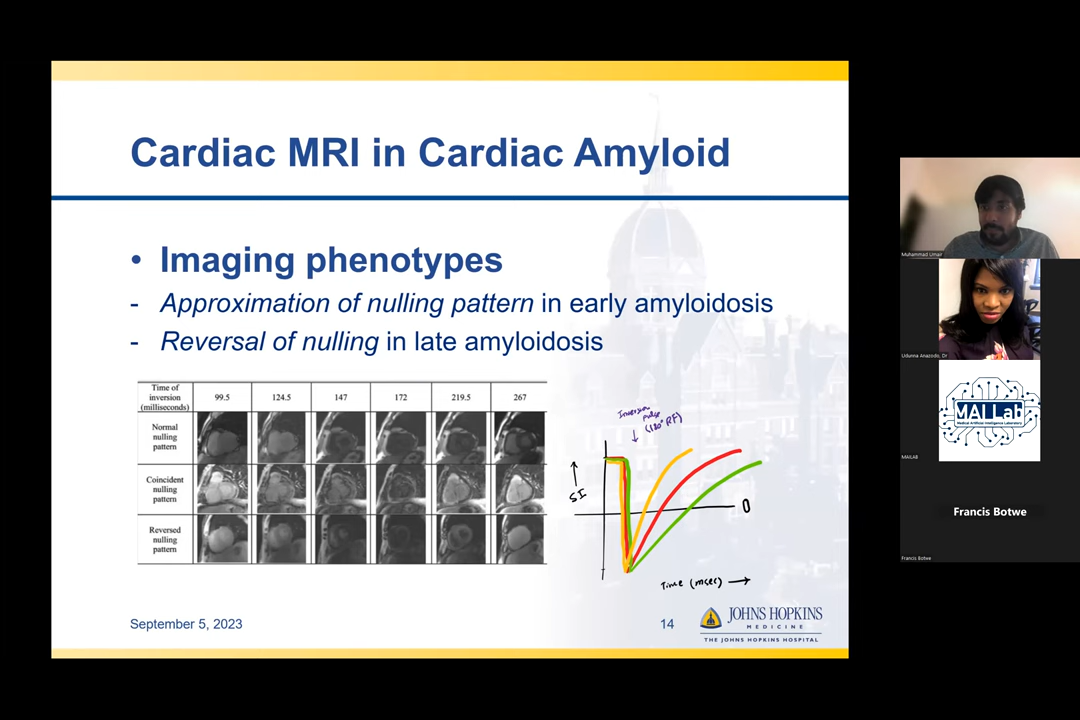 Cardiac MRI in Cardiac Amyloid
• Imaging phenotypes
- Approximation of nulling pattern in early amyloidosis
- Reversal of nulling in late amyloidosis
Time of
inversion
(milliseconds)
99.5
124.5
147
172
219.5
267
Normal
nulling
pattern
Coincident
nulling
pattern
Reversed
nulling
pattern
Inversion
pulse
(180° RF)
SI
0
Time (msec)
September 5, 2023
14
JOHNS HOPKINS
MEDICINE
THE JOHNS HOPKINS HOSPITAL
Muhammad Umair
Udunna Anazodo, Dr
MAI Lab
Medical Artificial Intelligence Laboratory
MAILAB
Francis Botwe
Francis Botwe